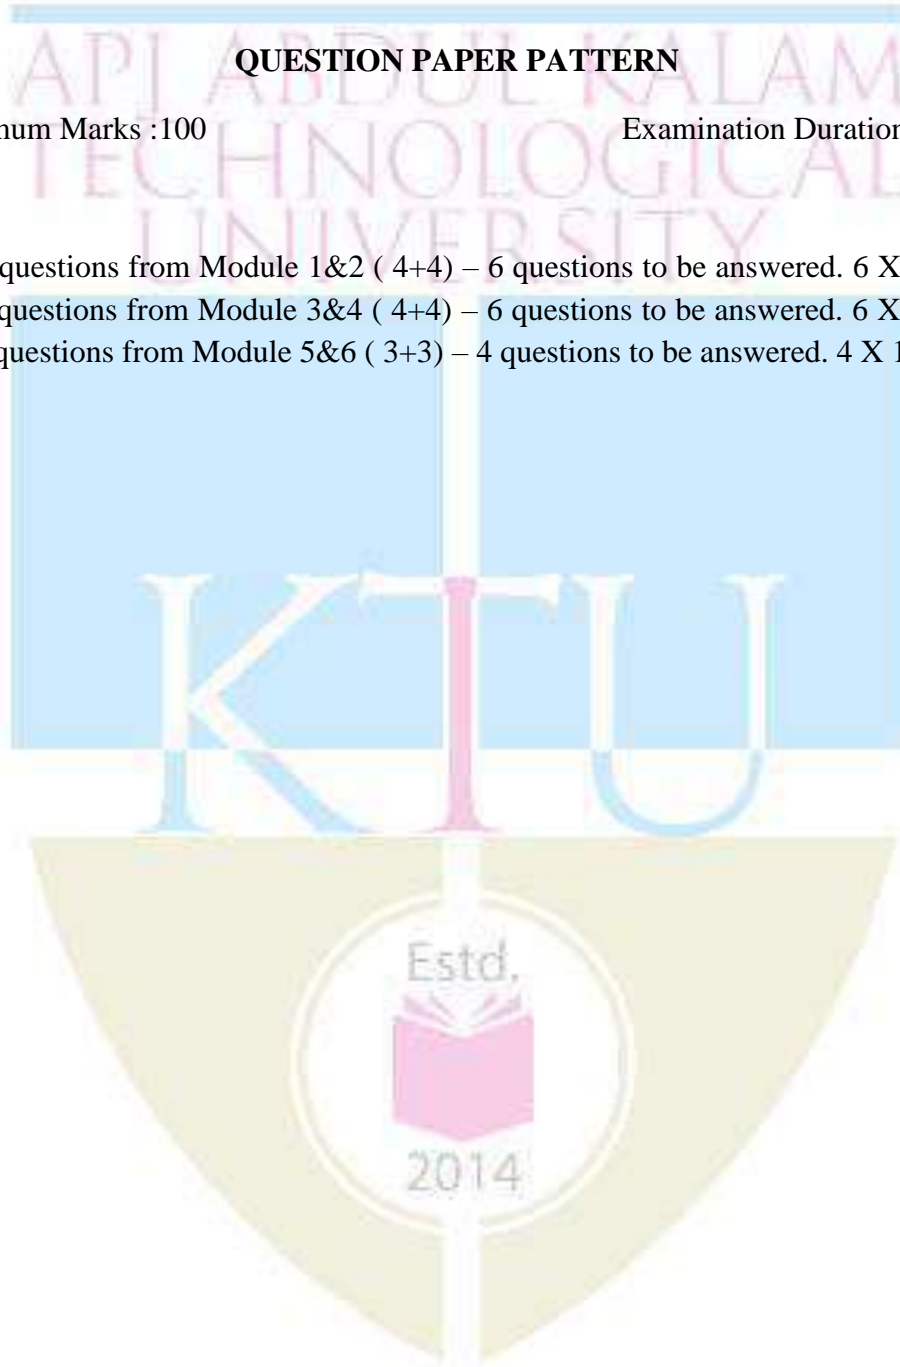 API ABDUL KALAM
TECHNOLOGICAL
UNIVERSITY
QUESTION PAPER PATTERN
num Marks :100 Examination Duration
questions from Module 1&2 ( 4+4) – 6 questions to be answered. 6 X
questions from Module 3&4 ( 4+4) – 6 questions to be answered. 6 X
questions from Module 5&6 ( 3+3) – 4 questions to be answered. 4 X 1
KTU
Estd.
2014